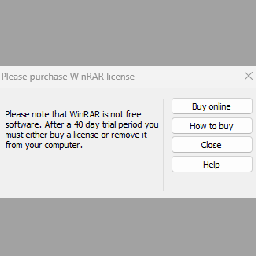 Please purchase WinRAR license
Please note that WinRAR is not free
software. After a 40 day trial period you
must either buy a license or remove it
from your computer.
Buy online
How to buy
Close
Help